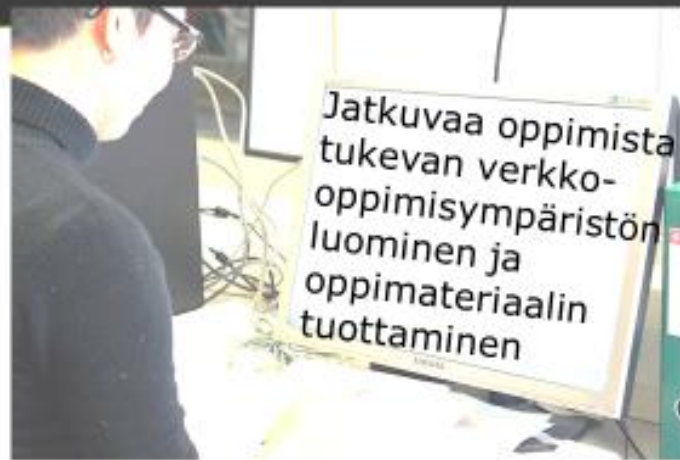 Jatkuvaa oppimista
tukevan verkko-
oppimisympäristön
luominen ja
oppimateriaalin
tuottaminen